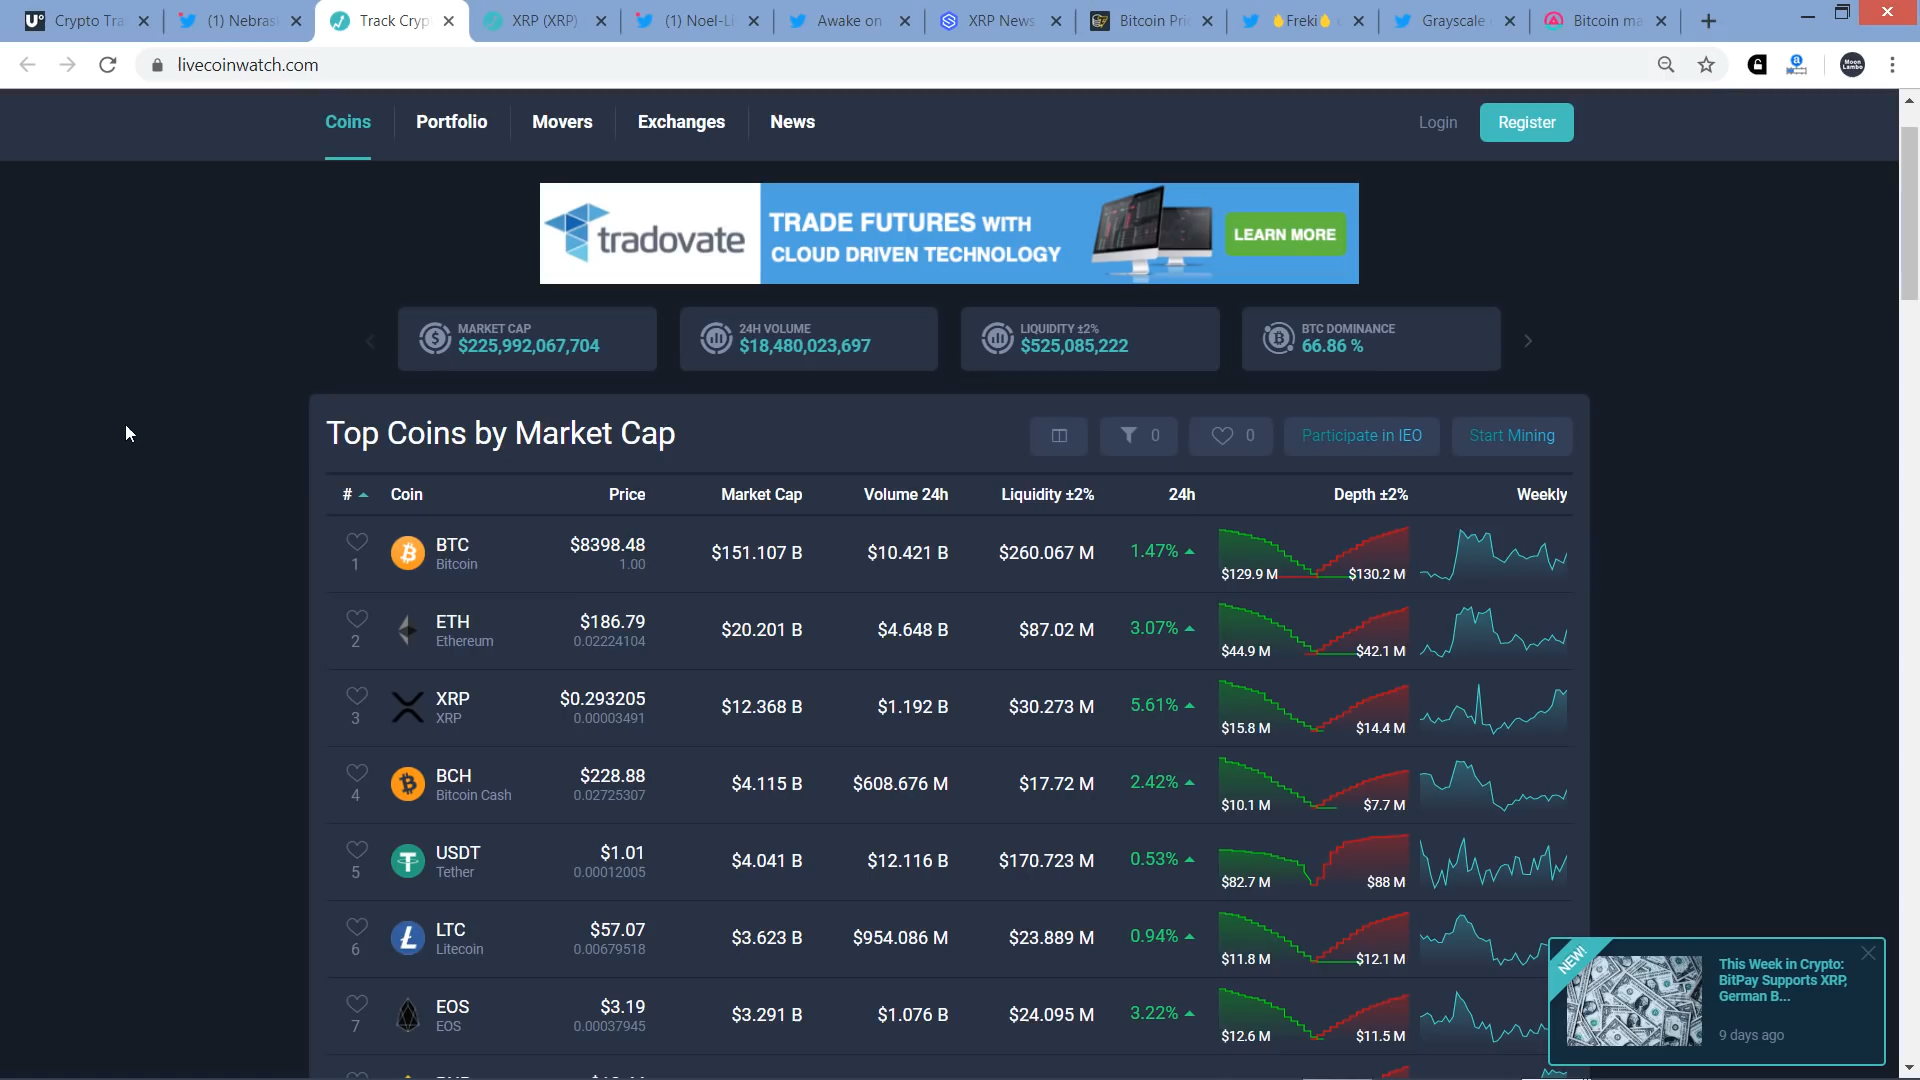 Crypto Tra
(1) Nebras
Track Cryp
XRP (XRP)
(1) Noel-Li
Awake on
XRP News
Bitcoin Pric
Freki
Grayscale
Bitcoin ma
livecoinwatch.com
Moon Lambo
Coins
Portfolio
Movers
Exchanges
News
Login
Register
tradovate
TRADE FUTURES WITH
CLOUD DRIVEN TECHNOLOGY
LEARN MORE
MARKET CAP
$225,992,067,704
24H VOLUME
$18,480,023,697
LIQUIDITY ±2%
$525,085,222
BTC DOMINANCE
66.86 %
Top Coins by Market Cap
0
0
Participate in IEO
Start Mining
# Coin Price Market Cap Volume 24h Liquidity ±2% 24h Depth ±2% Weekly
1 BTC $8398.48 $151.107 B $10.421 B $260.067 M 1.47% $129.9 M $130.2 M
Bitcoin 1.00
2 ETH $186.79 $20.201 B $4.648 B $87.02 M 3.07% $44.9 M $42.1 M
Ethereum 0.02224104
3 XRP $0.293205 $12.368 B $1.192 B $30.273 M 5.61% $15.8 M $14.4 M
XRP 0.00003491
4 BCH $228.88 $4.115 B $608.676 M $17.72 M 2.42% $10.1 M $7.7 M
Bitcoin Cash 0.02725307
5 USDT $1.01 $4.041 B $12.116 B $170.723 M 0.53% $82.7 M $88 M
Tether 0.00012005
6 LTC $57.07 $3.623 B $954.086 M $23.889 M 0.94% $11.8 M $12.1 M
Litecoin 0.00679518
7 EOS $3.19 $3.291 B $1.076 B $24.095 M 3.22% $12.6 M $11.5 M
EOS 0.00037945
NEW!
This Week in Crypto:
BitPay Supports XRP,
German B...
9 days ago